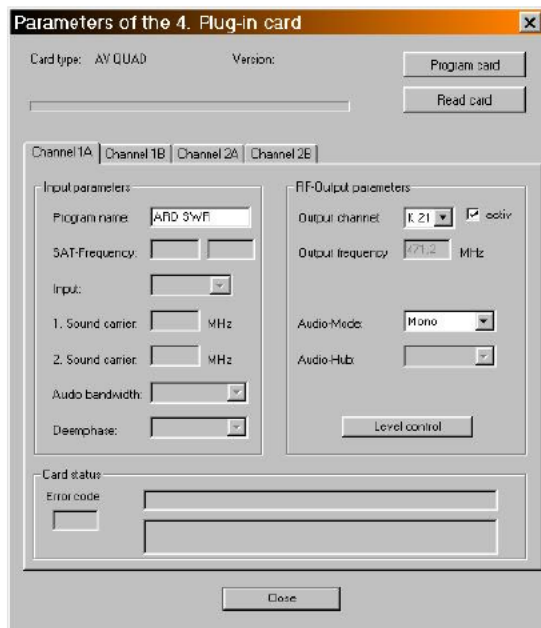 Parameters of the 4. Plug-in card
Card type: AV QUAD Version:
Program card
Read card
Channel 1A Channel 1B Channel 2A Channel 2B
Input parameters
Program name: ARD SWR
SAT-Frequency:
Input:
1. Sound carrier: MHz
2. Sound carrier: MHz
Audio bandwidth:
Deemphase:
RF-Output parameters
Output channel K 21 activ
Output frequency 471,2 MHz
Audio-Mode: Mono
Audio-Hub:
Level control
Card status
Error code
Close